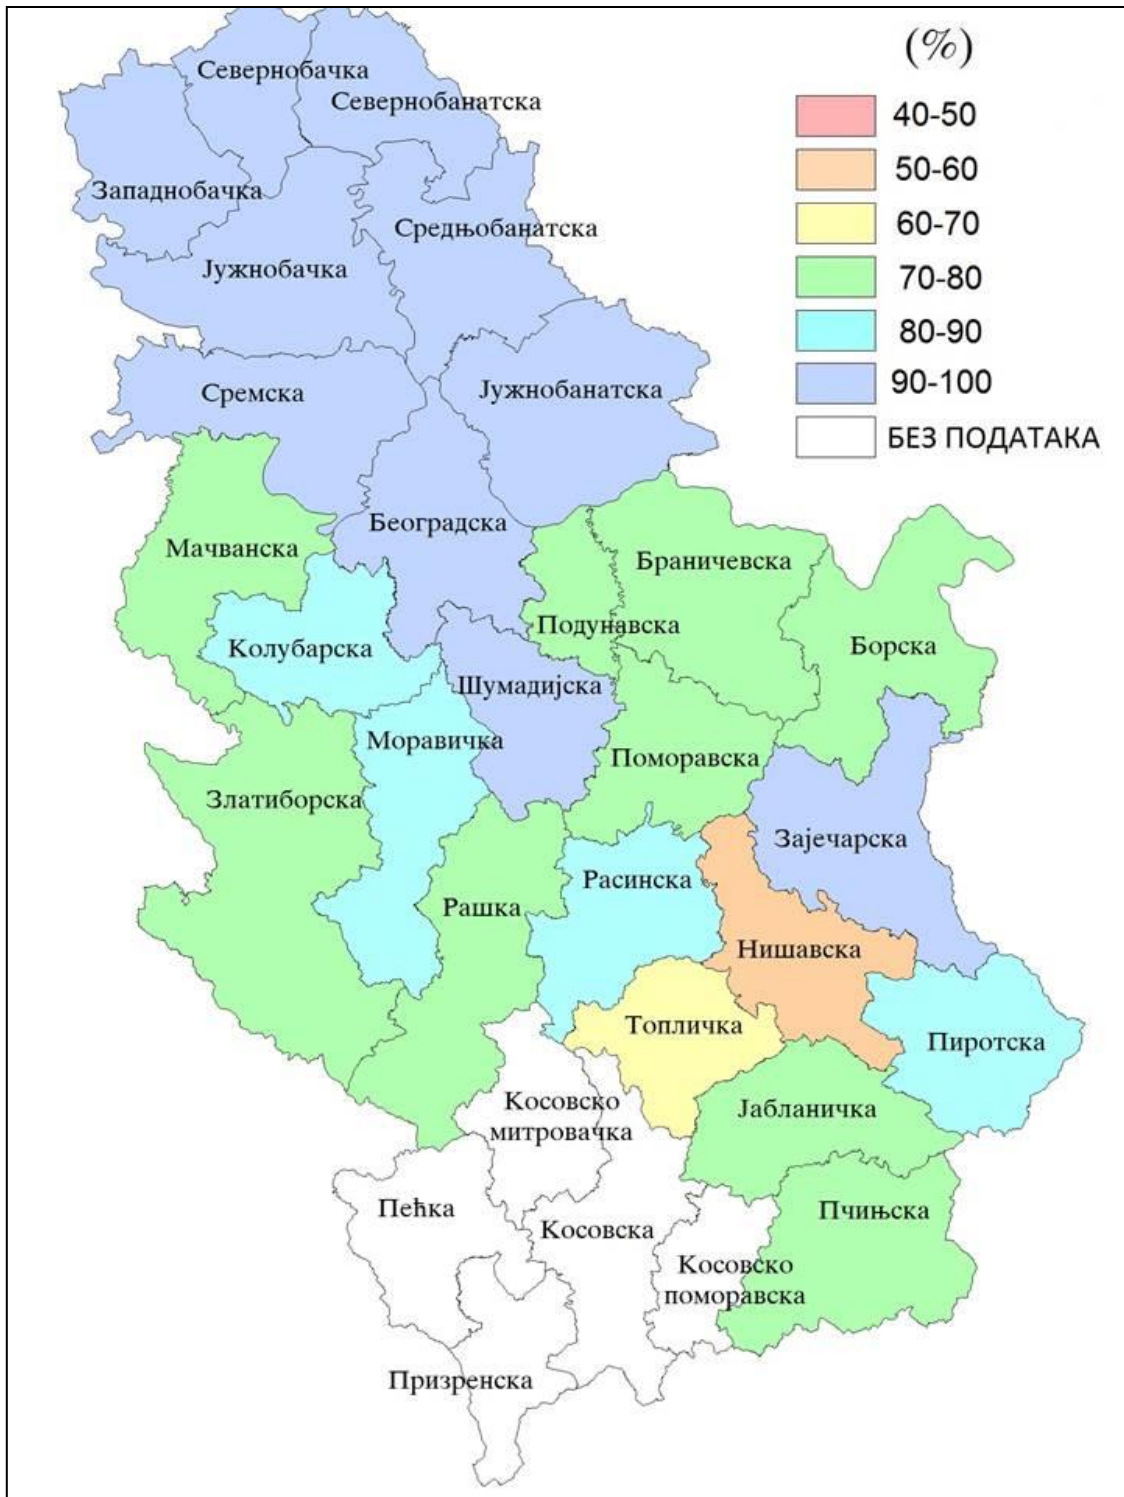 (%)
40-50
50-60
60-70
70-80
80-90
90-100
БЕЗ ПОДАТАКА
Севернобачка
Севернобанатска
Западнобачка
Средњобанатска
Јужнобачка
Сремска
Јужнобанатска
Београдска
Мачванска
Браничевска
Подунавска
Колубарска
Борска
Шумадијска
Моравичка
Поморавска
Златиборска
Зајечарска
Расинска
Рашка
Нишавска
Топличка
Пиротска
Косовско
митровачка
Јабланичка
Пећка
Косовска
Пчињска
Косовско
поморавска
Призренска